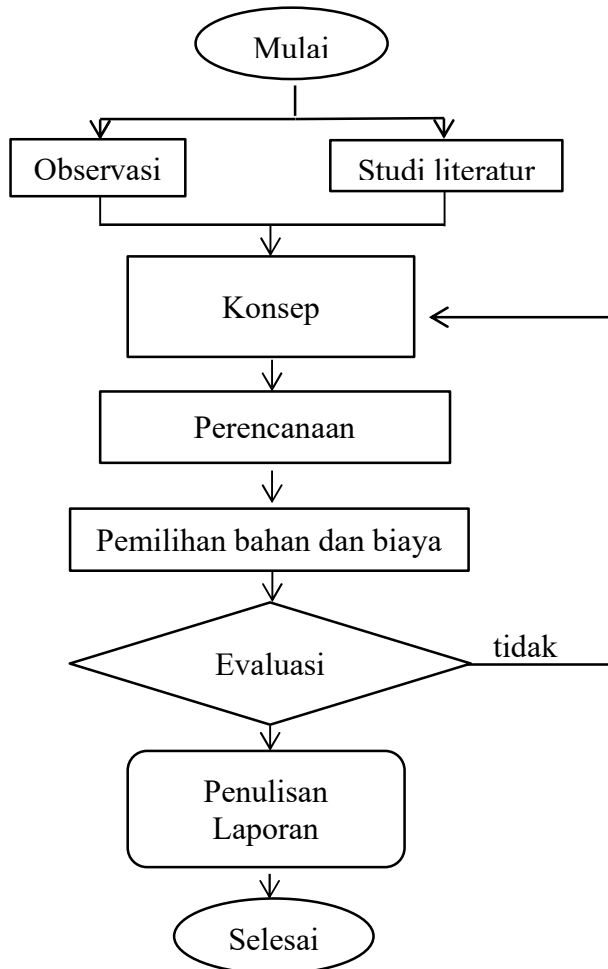 Mulai
Observasi
Studi literatur
Konsep
Perencanaan
Pemilihan bahan dan biaya
Evaluasi
tidak
Penulisan
Laporan
Selesai